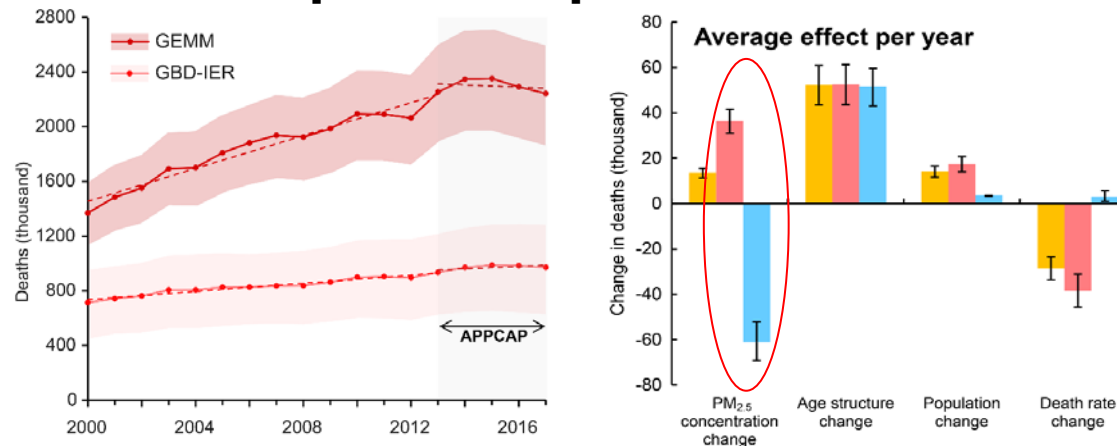 2800
2400
2000
1600
1200
800
400
0
Deaths (thousand)
GEMM
GBD-IER
APPCAP
2000
2004
2008
2012
2016
Average effect per year
80
60
40
20
0
-20
-40
-60
-80
Change in deaths (thousand)
PM2.5
concentration
change
Age structure
change
Population
change
Death rate
change